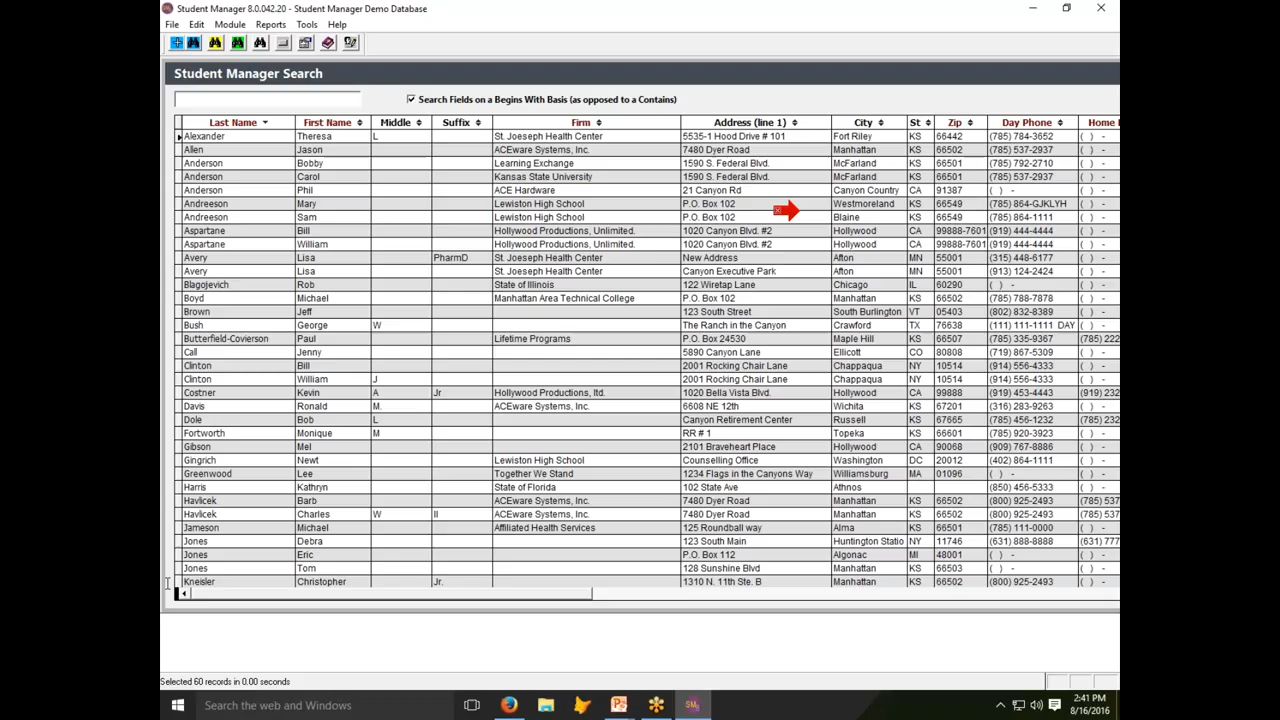 Student Manager 8.0.042.20 - Student Manager Demo Database
File Edit Module Reports Tools Help
Student Manager Search
Search Fields on a Begins With Basis (as opposed to a Contains)
Last Name First Name Middle Suffix Firm Address (line 1) City St Zip Day Phone Home
Alexander Theresa L St. Joeseph Health Center 5535-1 Hood Drive # 101 Fort Riley KS 66442 (785) 784-3652 ( ) -
Allen Jason ACEware Systems, Inc. 7480 Dyer Road Manhattan KS 66502 (785) 537-2937 ( ) -
Anderson Bobby Learning Exchange 1590 S. Federal Blvd. McFarland KS 66501 (785) 792-2710 ( ) -
Anderson Carol Kansas State University 1590 S. Federal Blvd. McFarland KS 66501 (785) 537-2937 ( ) -
Anderson Phil ACE Hardware 21 Canyon Rd Canyon Country CA 91387 ( ) - ( ) -
Andreeson Mary Lewiston High School P.O. Box 102 Westmoreland KS 66549 (785) 864-GJKLYH ( ) -
Andreeson Sam Lewiston High School P.O. Box 102 Blaine KS 66549 (785) 864-1111 ( ) -
Aspartane Bill Hollywood Productions, Unlimited. 1020 Canyon Blvd. #2 Hollywood CA 99888-7601 (919) 444-4444 ( ) -
Aspartane William Hollywood Productions, Unlimited. 1020 Canyon Blvd. #2 Hollywood CA 99888-7601 (919) 444-4444 ( ) -
Avery Lisa PharmD St. Joeseph Health Center New Address Afton MN 55001 (315) 448-6177 ( ) -
Avery Lisa St. Joeseph Health Center Canyon Executive Park Afton MN 55001 (913) 124-2424 ( ) -
Blagojevich Rob State of Illinois 122 Wiretap Lane Chicago IL 60290 ( ) - ( ) -
Boyd Michael Manhattan Area Technical College P.O. Box 102 Manhattan KS 66502 (785) 788-7878 ( ) -
Brown Jeff 123 South Street South Burlington VT 05403 (802) 832-8389 ( ) -
Bush George W The Ranch in the Canyon Crawford TX 76638 (111) 111-1111 DAY ( ) -
Butterfield-Covierson Paul Lifetime Programs P.O. Box 24530 Maple Hill KS 66507 (785) 335-9367 (785) 222
Call Jenny 5890 Canyon Lane Ellicott CO 80808 (719) 867-5309 ( ) -
Clinton Bill 2001 Rocking Chair Lane Chappaqua NY 10514 (914) 556-4333 ( ) -
Clinton William J 2001 Rocking Chair Lane Chappaqua NY 10514 (914) 556-4333 ( ) -
Costner Kevin A Jr Hollywood Productions, ltd. 1020 Bella Vista Blvd. Hollywood CA 99888 (919) 453-4443 (919) 232
Davis Ronald M. ACEware Systems, Inc. 6608 NE 12th Wichita KS 67201 (316) 283-9263 ( ) -
Dole Bob L Canyon Retirement Center Russell KS 67665 (785) 456-1232 (785) 232
Fortworth Monique M RR # 1 Topeka KS 66601 (785) 920-3923 ( ) -
Gibson Mel 2101 Braveheart Place Hollywood CA 90068 (909) 767-8886 ( ) -
Gingrich Newt Lewiston High School Counselling Office Washington DC 20012 (402) 864-1111 ( ) -
Greenwood Lee Together We Stand 1234 Flags in the Canyons Way Williamsburg MA 01096 ( ) - ( ) -
Harris Kathryn State of Florida 102 State Ave Athnos (850) 456-5333 ( ) -
Havlicek Barb ACEware Systems, Inc. 7480 Dyer Road Manhattan KS 66502 (800) 925-2493 (785) 537
Havlicek Charles W II ACEware Systems, Inc. 7480 Dyer Road Manhattan KS 66502 (800) 925-2493 (785) 537
Jameson Michael Affiliated Health Services 125 Roundball way Alma KS 66501 (785) 111-0000 ( ) -
Jones Debra 123 South Main Huntington Statio NY 11746 (631) 888-8888 (631) 777
Jones Eric P.O. Box 112 Algonac MI 48001 ( ) - ( ) -
Jones Tom 128 Sunshine Blvd Manhattan KS 66503 ( ) - ( ) -
Kneisler Christopher Jr. 1310 N. 11th Ste. B Manhattan KS 66502 (800) 925-2493 ( ) -
Selected 60 records in 0.00 seconds
Search the web and Windows
2:41 PM
8/16/2016